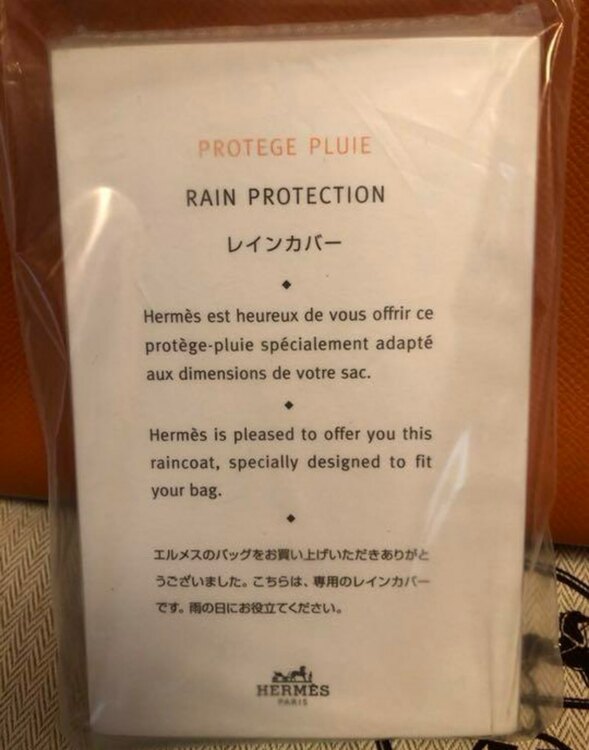 PROTEGE PLUIE
RAIN PROTECTION
レインカバー
Hermès est heureux de vous offrir ce
protège-pluie spécialement adapté
aux dimensions de votre sac.
Hermès is pleased to offer you this
raincoat, specially designed to fit
your bag.
エルメスのバッグをお買い上げいただきありがと
うございました。こちらは、専用のレインカバー
です。雨の日にお役立てください。
HERMÈS
PARIS